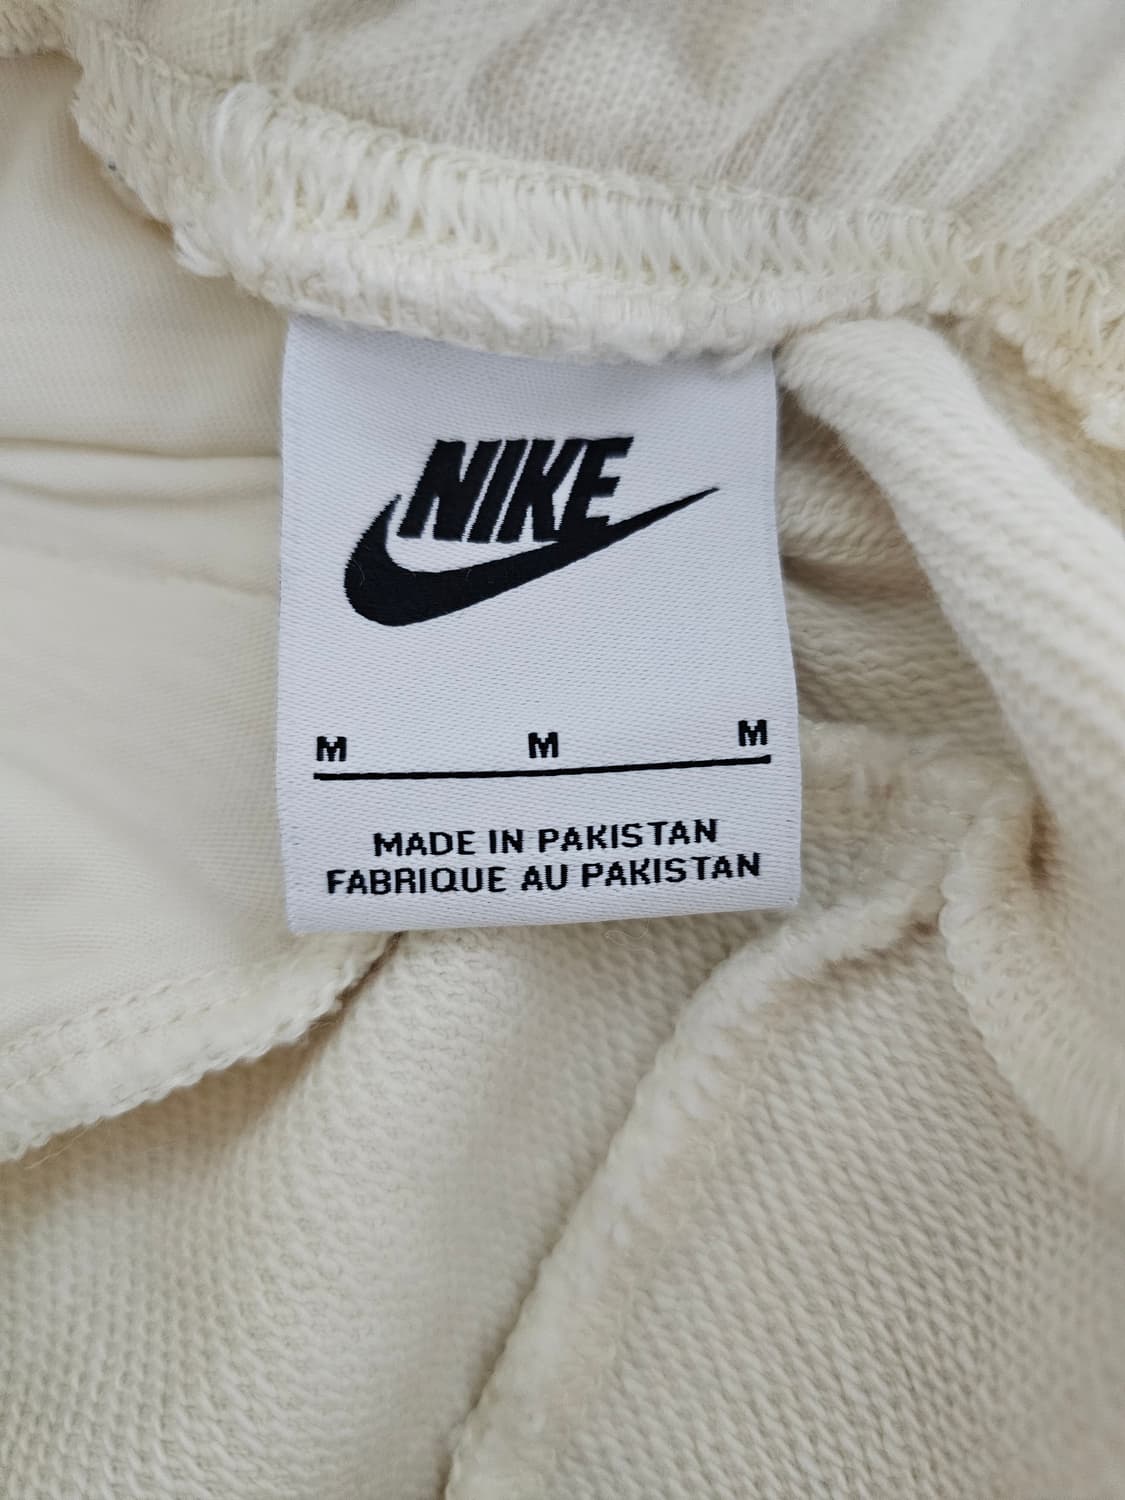 NIKE
M M M
MADE IN PAKISTAN
FABRIQUE AU PAKISTAN